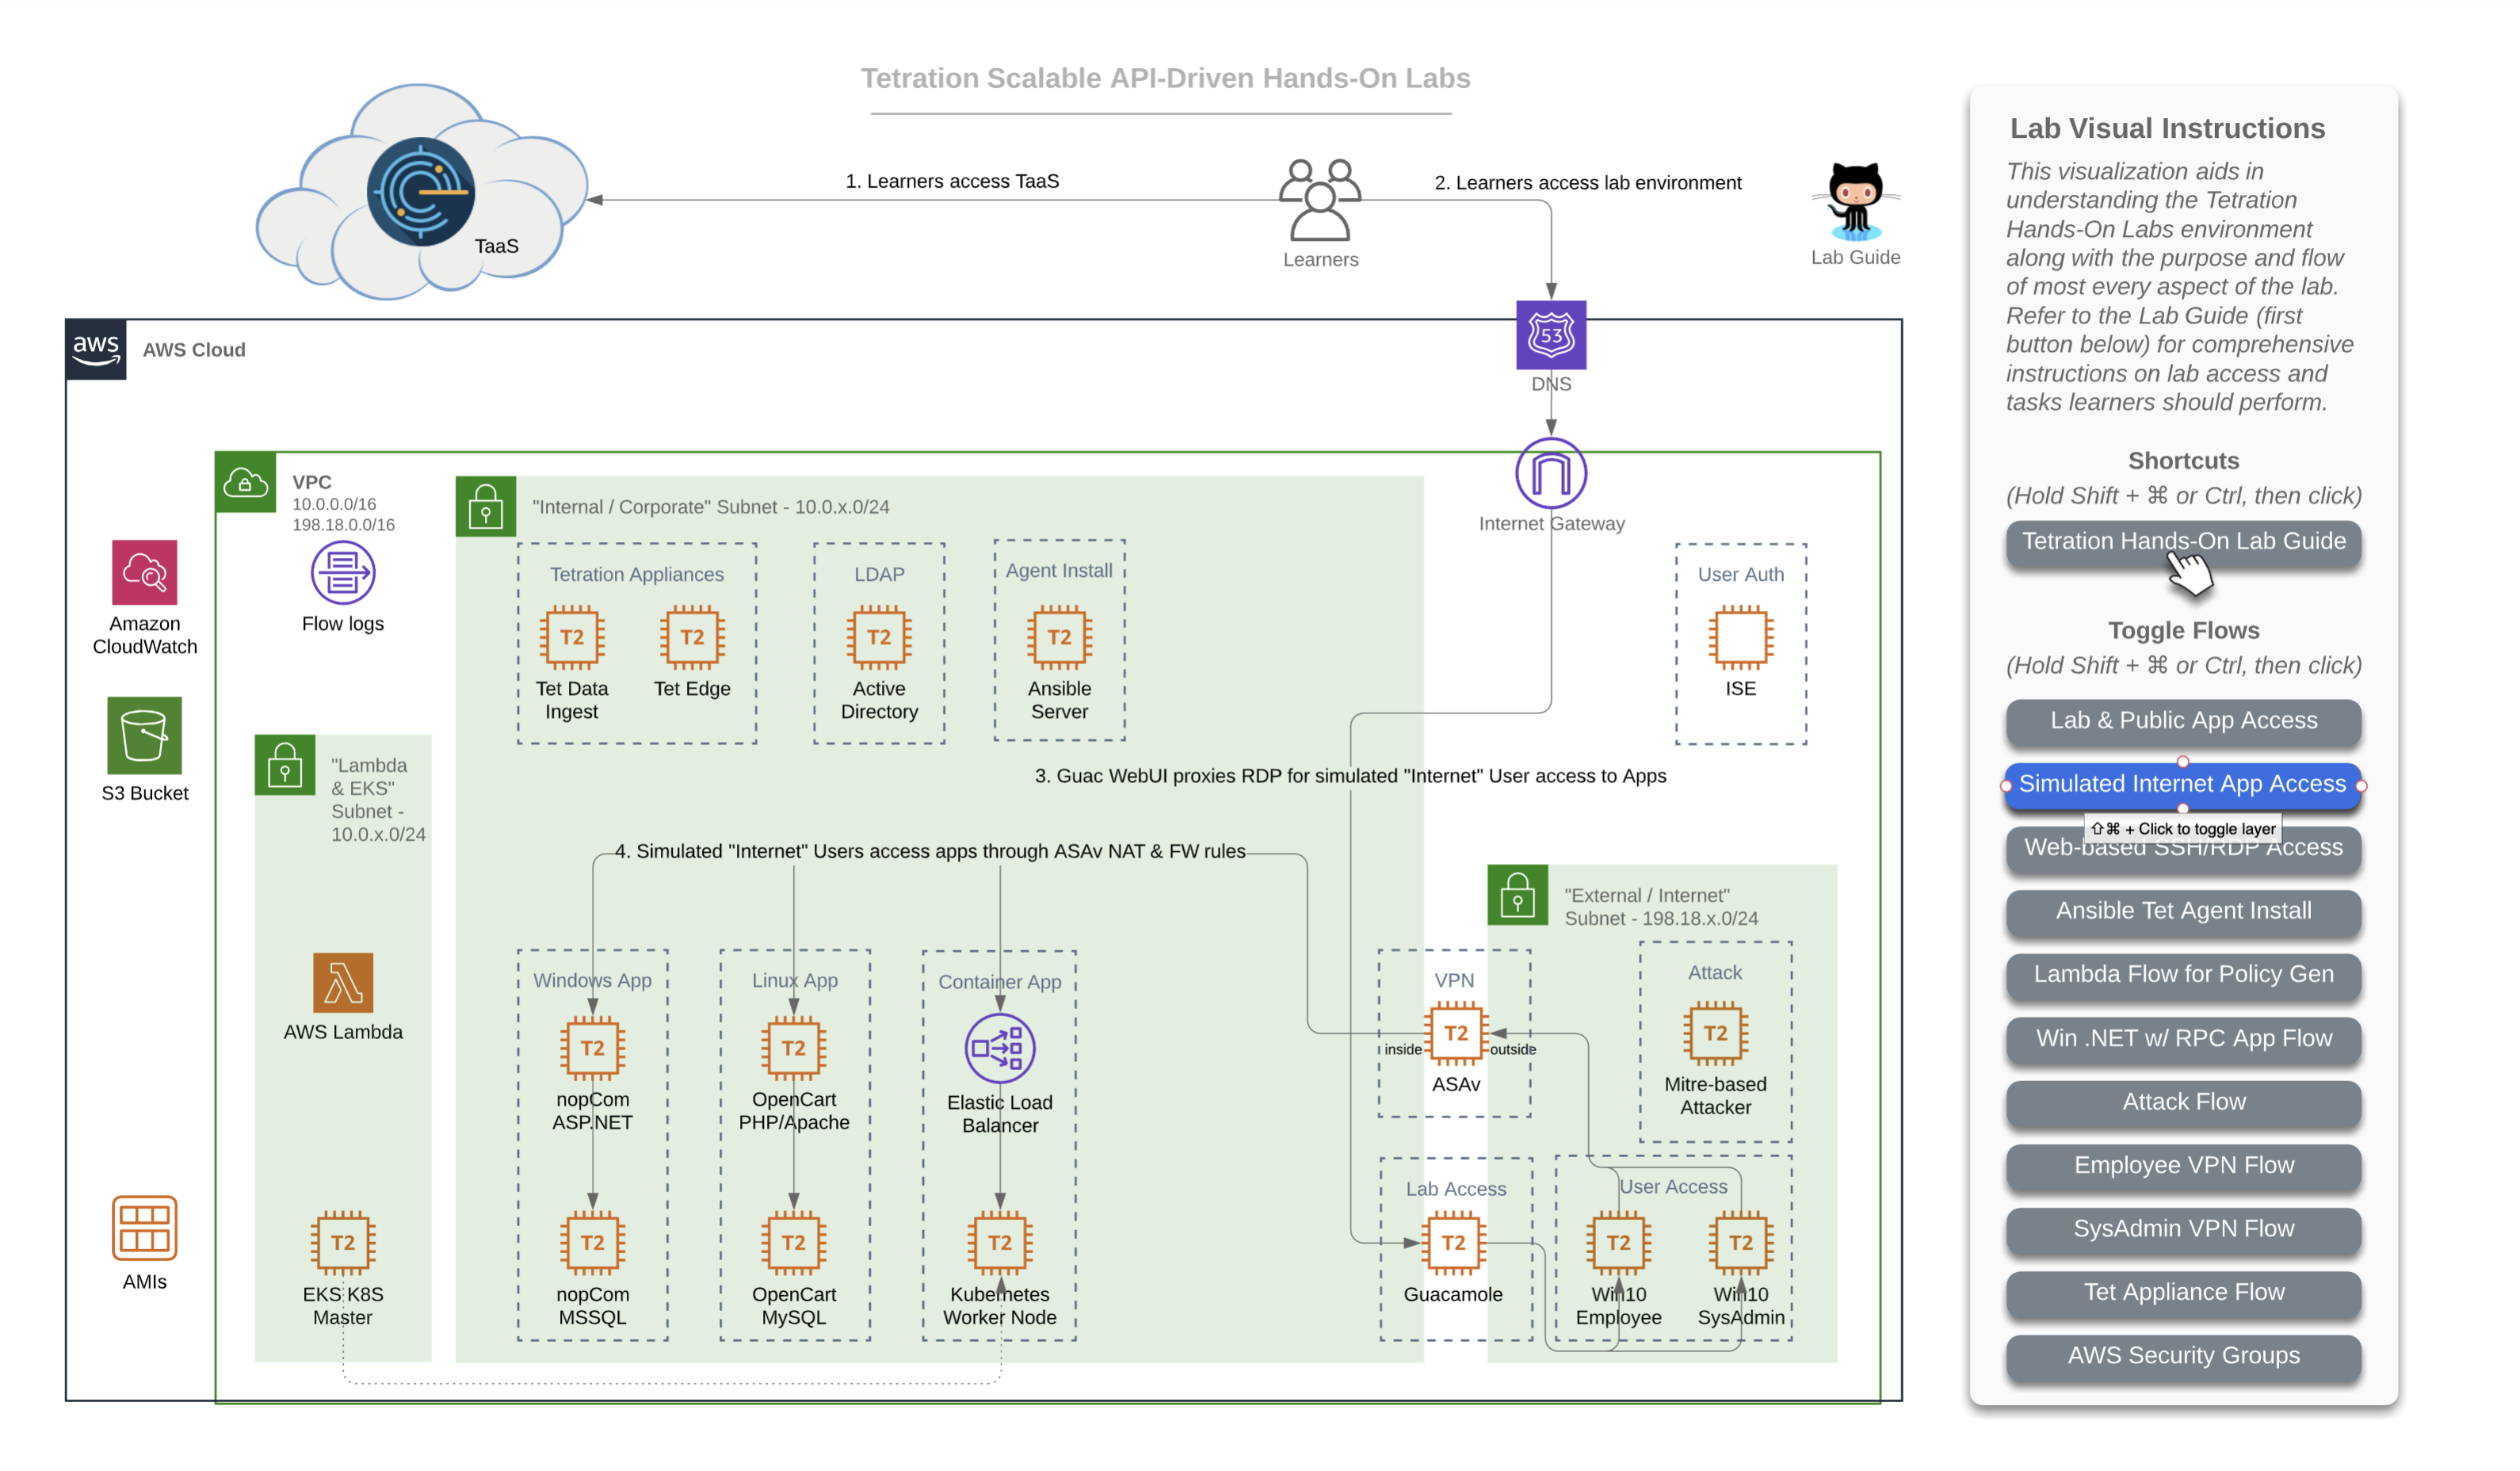 Tetration Scalable API-Driven Hands-On Labs
1. Learners access TaaS
2. Learners access lab environment
TaaS
Learners
Lab Guide
aws
AWS Cloud
53
DNS
Internet Gateway
VPC
10.0.0.0/16
198.18.0.0/16
Flow logs
Amazon
CloudWatch
S3 Bucket
AMIs
"Lambda
& EKS"
Subnet -
10.0.x.0/24
AWS Lambda
T2
EKS K8S
Master
"Internal / Corporate" Subnet - 10.0.x.0/24
Tetration Appliances
T2
Tet Data
Ingest
T2
Tet Edge
LDAP
T2
Active
Directory
Agent Install
T2
Ansible
Server
User Auth
ISE
3. Guac WebUI proxies RDP for simulated "Internet" User access to Apps
4. Simulated "Internet" Users access apps through ASAv NAT & FW rules
Windows App
T2
nopCom
ASP.NET
T2
nopCom
MSSQL
Linux App
T2
OpenCart
PHP/Apache
T2
OpenCart
MySQL
Container App
Elastic Load
Balancer
T2
Kubernetes
Worker Node
"External / Internet"
Subnet - 198.18.x.0/24
VPN
T2
inside
outside
ASAv
Attack
T2
Mitre-based
Attacker
Lab Access
T2
Guacamole
User Access
T2
Win10
Employee
T2
Win10
SysAdmin
Lab Visual Instructions
This visualization aids in
understanding the Tetration
Hands-On Labs environment
along with the purpose and flow
of most every aspect of the lab.
Refer to the Lab Guide (first
button below) for comprehensive
instructions on lab access and
tasks learners should perform.
Shortcuts
(Hold Shift + ⌘ or Ctrl, then click)
Tetration Hands-On Lab Guide
Toggle Flows
(Hold Shift + ⌘ or Ctrl, then click)
Lab & Public App Access
Simulated Internet App Access
⇧⌘ + Click to toggle layer
Web-based SSH/RDP Access
Ansible Tet Agent Install
Lambda Flow for Policy Gen
Win .NET w/ RPC App Flow
Attack Flow
Employee VPN Flow
SysAdmin VPN Flow
Tet Appliance Flow
AWS Security Groups